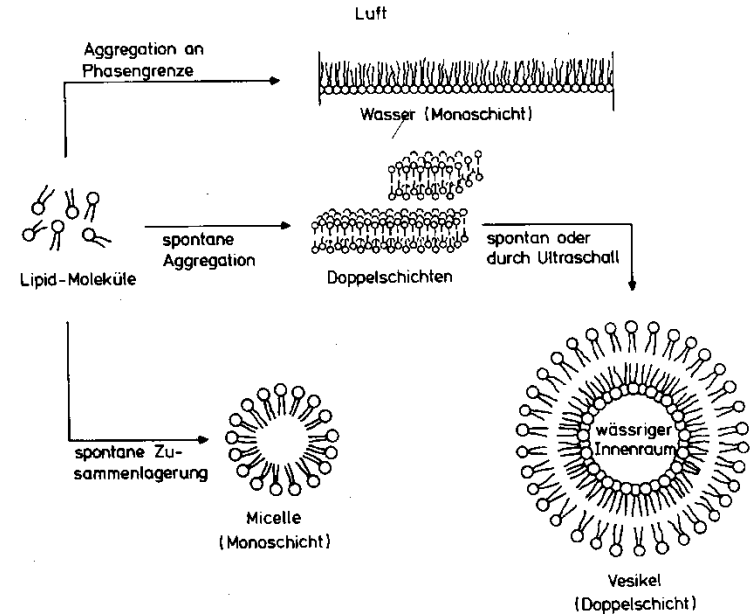 Luft
Aggregation an
Phasengrenze
Wasser (Monoschicht)
Lipid-Moleküle
spontane
Aggregation
Doppelschichten
spontan oder
durch Ultraschall
spontane Zu-
sammenlagerung
Micelle
(Monoschicht)
wässriger
Innenraum
Vesikel
(Doppelschicht)